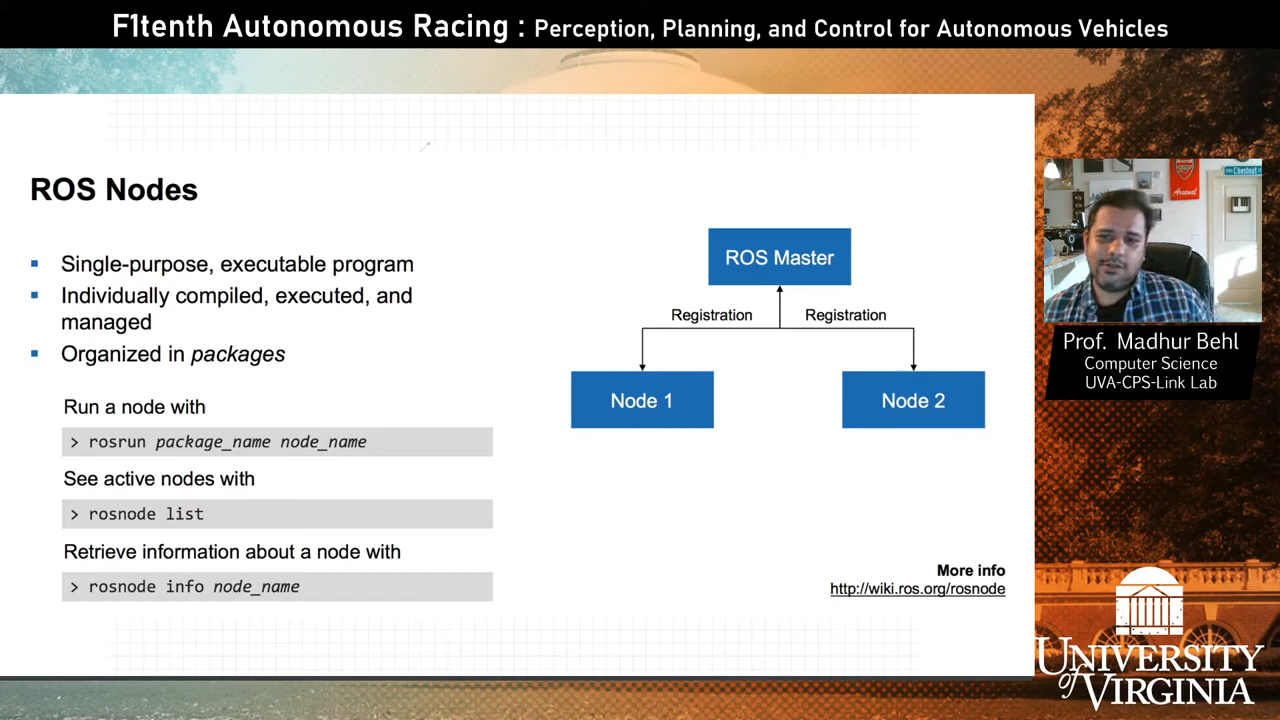 F1tenth Autonomous Racing : Perception, Planning, and Control for Autonomous Vehicles
ROS Nodes
▪ Single-purpose, executable program
▪ Individually compiled, executed, and
managed
▪ Organized in packages
Run a node with
> rosrun package_name node_name
See active nodes with
> rosnode list
Retrieve information about a node with
> rosnode info node_name
ROS Master
Registration Registration
Node 1 Node 2
More info
http://wiki.ros.org/rosnode
Arsenal
Chestnut
Prof. Madhur Behl
Computer Science
UVA-CPS-Link Lab
UNIVERSITY
of VIRGINIA